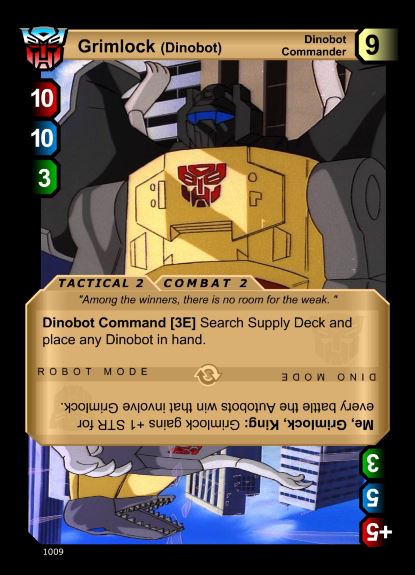 Grimlock (Dinobot)
Dinobot
Commander
9
10
10
3
TACTICAL 2 COMBAT 2
"Among the winners, there is no room for the weak. "
Dinobot Command [3E] Search Supply Deck and
place any Dinobot in hand.
ROBOT MODE
DINO MODE
Me, Grimlock, King: Grimlock gains +1 STR for
every battle the Autobots win that involve Grimlock.
3
5
+5
1009